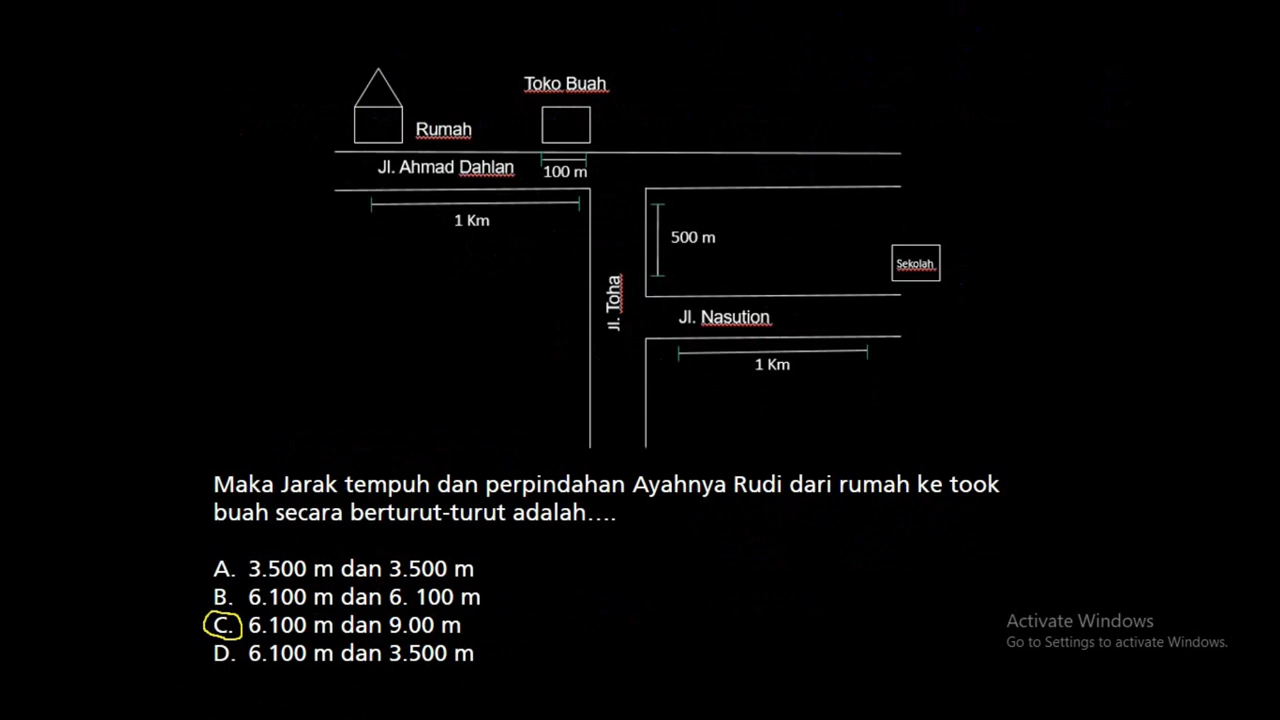 Toko Buah
Rumah
Jl. Ahmad Dahlan
100 m
1 Km
500 m
Sekolah
Jl. Toha
Jl. Nasution
1 Km
Maka Jarak tempuh dan perpindahan Ayahnya Rudi dari rumah ke took
buah secara berturut-turut adalah....
A. 3.500 m dan 3.500 m
B. 6.100 m dan 6. 100 m
C. 6.100 m dan 9.00 m
D. 6.100 m dan 3.500 m
Activate Windows
Go to Settings to activate Windows.